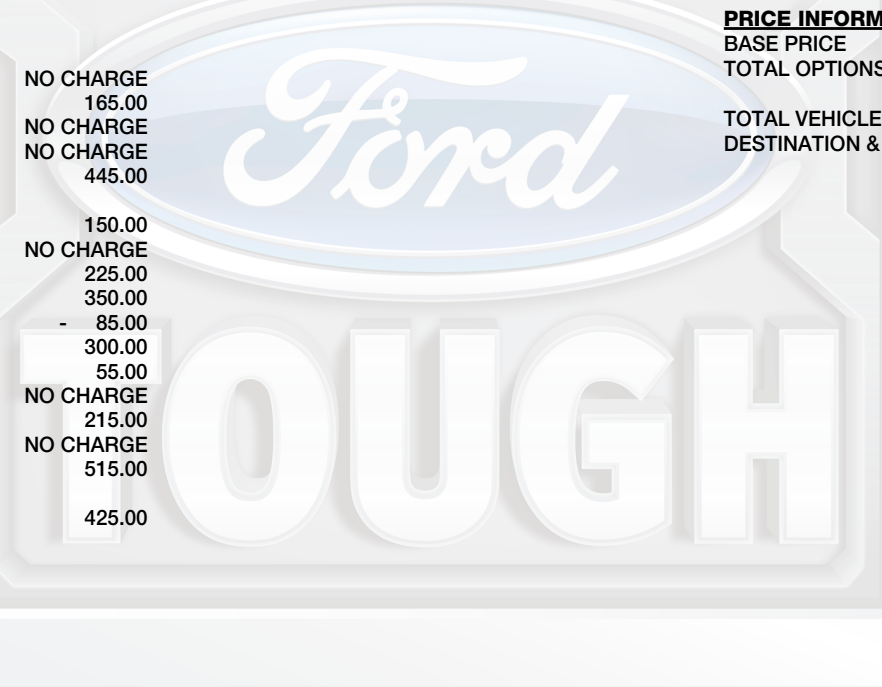 NO CHARGE
165.00
NO CHARGE
NO CHARGE
445.00
150.00
NO CHARGE
225.00
350.00
- 85.00
300.00
55.00
NO CHARGE
215.00
NO CHARGE
515.00
425.00
PRICE INFORM
BASE PRICE
TOTAL OPTIONS
TOTAL VEHICLE
DESTINATION &
Ford
TOUGH